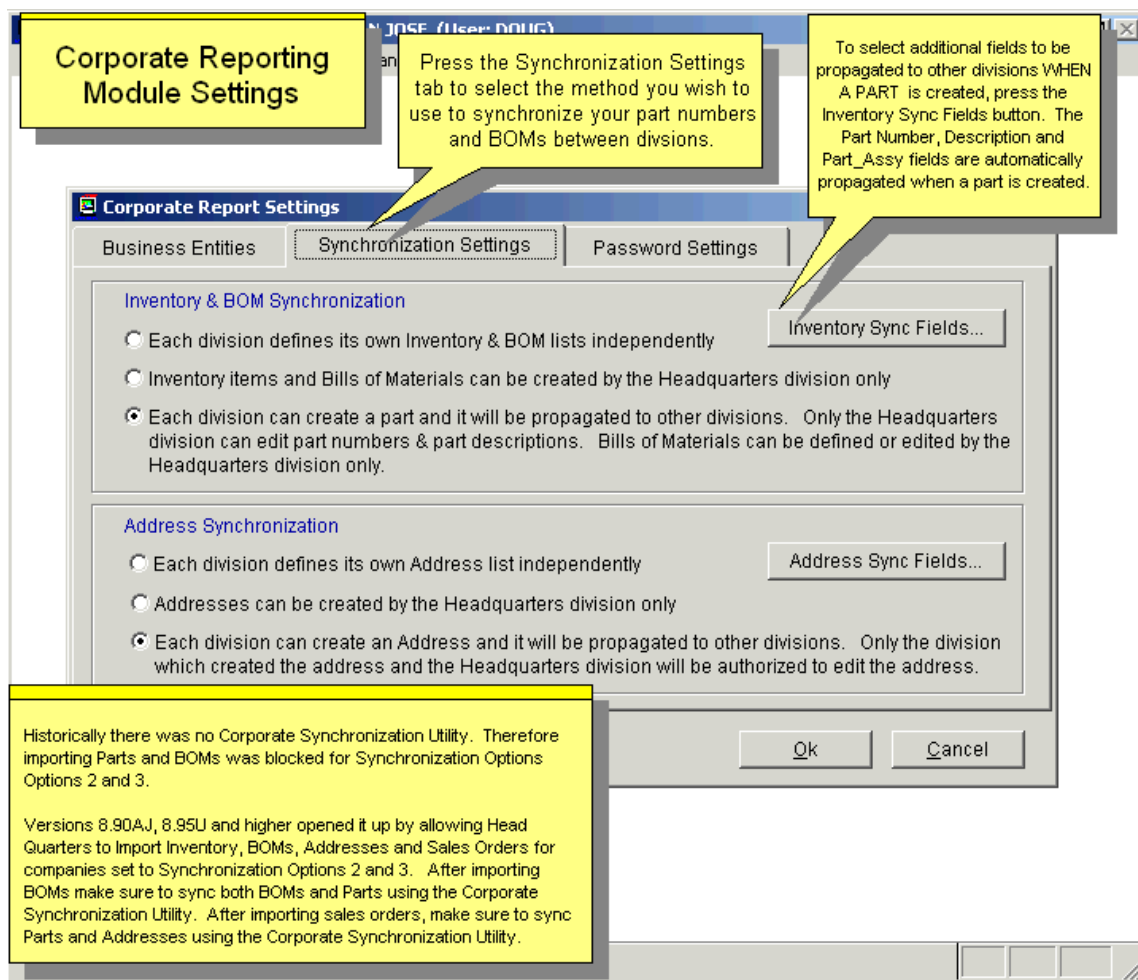 N JOSE (User: DOUG)
Corporate Reporting
Module Settings
Press the Synchronization Settings
tab to select the method you wish to
use to synchronize your part numbers
and BOMs between divsions.
To select additional fields to be
propagated to other divisions WHEN
A PART is created, press the
Inventory Sync Fields button. The
Part Number, Description and
Part_Assy fields are automatically
propagated when a part is created.
Corporate Report Settings
Business Entities
Synchronization Settings
Password Settings
Inventory & BOM Synchronization
Inventory Sync Fields...
Each division defines its own Inventory & BOM lists independently
Inventory items and Bills of Materials can be created by the Headquarters division only
Each division can create a part and it will be propagated to other divisions. Only the Headquarters
division can edit part numbers & part descriptions. Bills of Materials can be defined or edited by the
Headquarters division only.
Address Synchronization
Address Sync Fields...
Each division defines its own Address list independently
Addresses can be created by the Headquarters division only
Each division can create an Address and it will be propagated to other divisions. Only the division
which created the address and the Headquarters division will be authorized to edit the address.
Historically there was no Corporate Synchronization Utility. Therefore
importing Parts and BOMs was blocked for Synchronization Options
Options 2 and 3.
Versions 8.90AJ, 8.95U and higher opened it up by allowing Head
Quarters to Import Inventory, BOMs, Addresses and Sales Orders for
companies set to Synchronization Options 2 and 3. After importing
BOMs make sure to sync both BOMs and Parts using the Corporate
Synchronization Utility. After importing sales orders, make sure to sync
Parts and Addresses using the Corporate Synchronization Utility.
Ok
Cancel